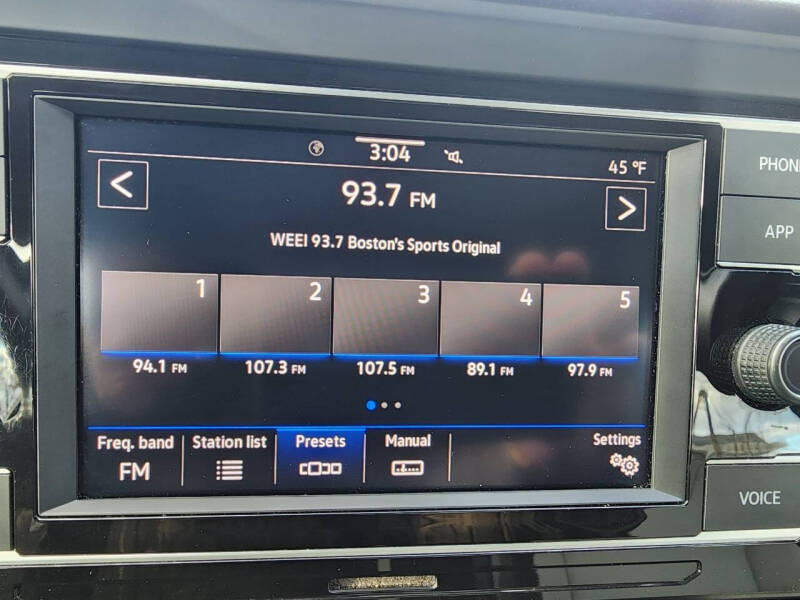 3:04
45 °F
<
93.7 FM
>
WEEI 93.7 Boston's Sports Original
1 2 3 4 5
94.1 FM 107.3 FM 107.5 FM 89.1 FM 97.9 FM
Freq. band Station list Presets Manual Settings
FM
PHON
APP
VOICE